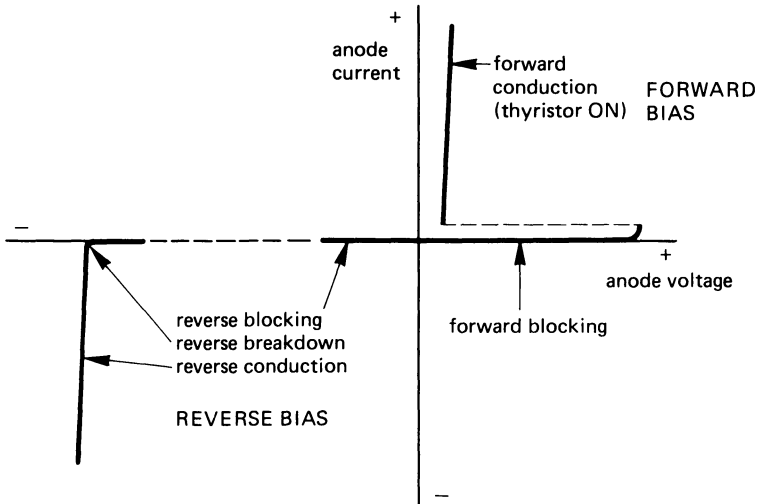 +
anode
current
forward
conduction
(thyristor ON)
FORWARD
BIAS
−
+
anode voltage
reverse blocking
reverse breakdown
reverse conduction
forward blocking
REVERSE BIAS
−